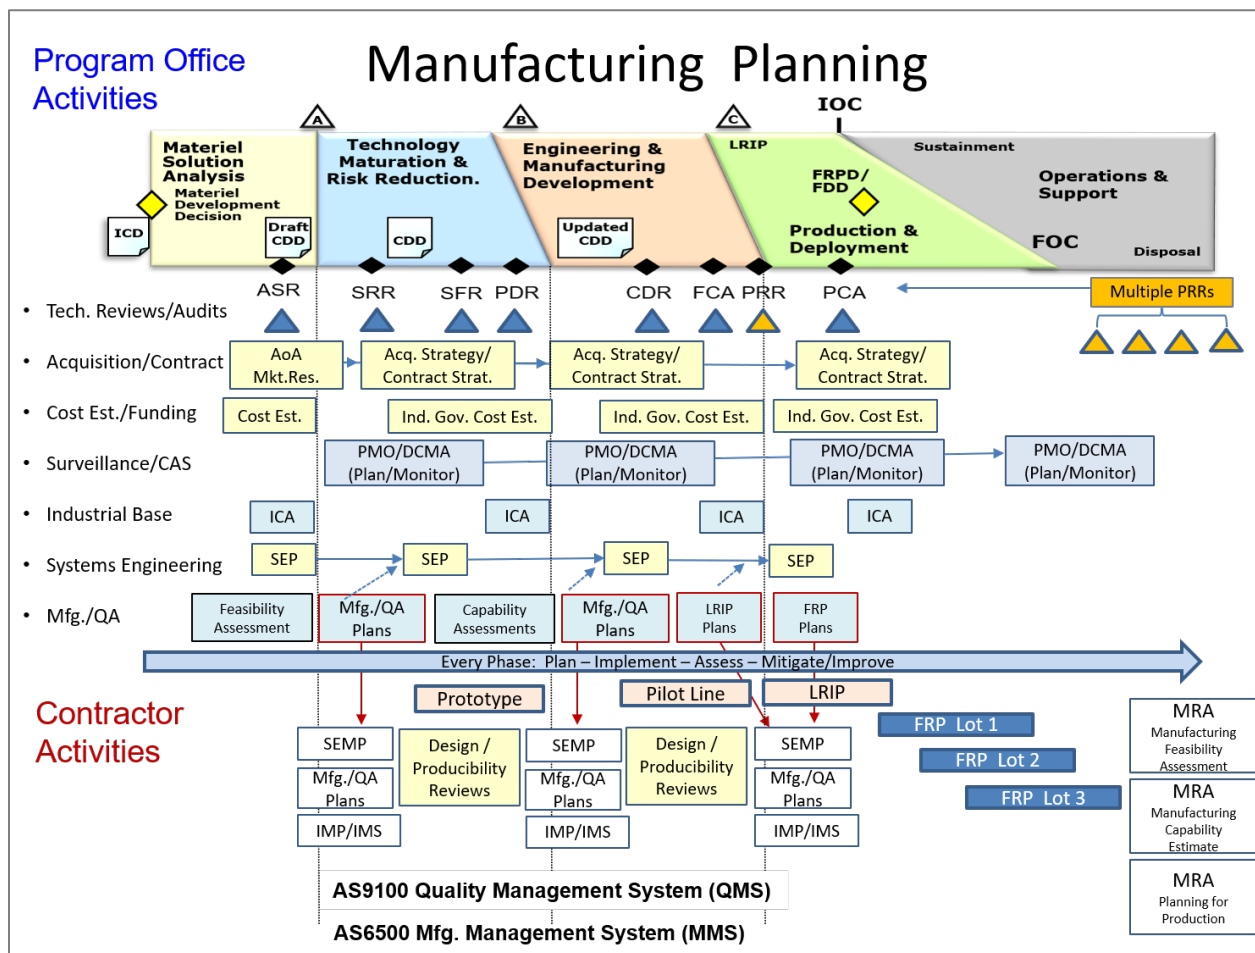 Program Office
Activities
Manufacturing Planning
A
B
C
IOC
Materiel
Solution
Analysis
Materiel
Development
Decision
ICD
Draft
CDD
Technology
Maturation &
Risk Reduction.
CDD
Engineering &
Manufacturing
Development
Updated
CDD
LRIP
FRPD/
FDD
Production &
Deployment
Sustainment
Operations &
Support
FOC
Disposal
ASR
SRR
SFR
PDR
CDR
FCA
PRR
PCA
Multiple PRRs
• Tech. Reviews/Audits
• Acquisition/Contract
AoA
Mkt.Res.
Acq. Strategy/
Contract Strat.
Acq. Strategy/
Contract Strat.
Acq. Strategy/
Contract Strat.
• Cost Est./Funding
Cost Est.
Ind. Gov. Cost Est.
Ind. Gov. Cost Est.
Ind. Gov. Cost Est.
• Surveillance/CAS
PMO/DCMA
(Plan/Monitor)
PMO/DCMA
(Plan/Monitor)
PMO/DCMA
(Plan/Monitor)
PMO/DCMA
(Plan/Monitor)
• Industrial Base
ICA
ICA
ICA
ICA
• Systems Engineering
SEP
SEP
SEP
SEP
• Mfg./QA
Feasibility
Assessment
Mfg./QA
Plans
Capability
Assessments
Mfg./QA
Plans
LRIP
Plans
FRP
Plans
Every Phase: Plan – Implement – Assess – Mitigate/Improve
Contractor
Activities
Prototype
Pilot Line
LRIP
FRP Lot 1
FRP Lot 2
FRP Lot 3
SEMP
Mfg./QA
Plans
IMP/IMS
Design /
Producibility
Reviews
SEMP
Mfg./QA
Plans
IMP/IMS
Design /
Producibility
Reviews
SEMP
Mfg./QA
Plans
IMP/IMS
MRA
Manufacturing
Feasibility
Assessment
MRA
Manufacturing
Capability
Estimate
MRA
Planning for
Production
AS9100 Quality Management System (QMS)
AS6500 Mfg. Management System (MMS)